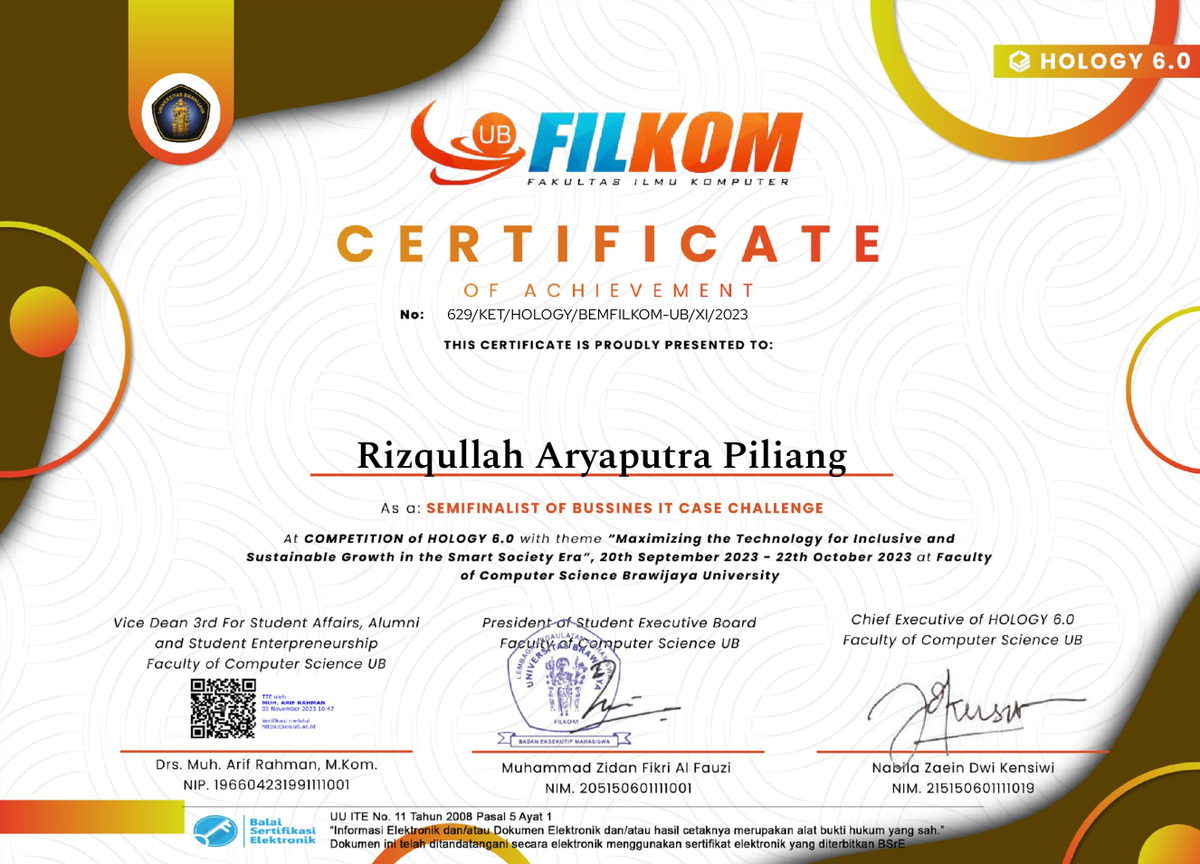 UNIVERSITAS BRAWIJAYA
HOLOGY 6.0
UB FILKOM
FAKULTAS ILMU KOMPUTER
CERTIFICATE
OF ACHIEVEMENT
No: 629/KET/HOLOGY/BEMFILKOM-UB/XI/2023
THIS CERTIFICATE IS PROUDLY PRESENTED TO:
Rizqullah Aryaputra Piliang
As a: SEMIFINALIST OF BUSSINES IT CASE CHALLENGE
At COMPETITION of HOLOGY 6.0 with theme “Maximizing the Technology for Inclusive and
Sustainable Growth in the Smart Society Era”, 20th September 2023 - 22th October 2023 at Faculty
of Computer Science Brawijaya University
Vice Dean 3rd For Student Affairs, Alumni
and Student Enterpreneurship
Faculty of Computer Science UB
TTE oleh :
MUH. ARIF RAHMAN
03 November 2023 10:47
Verifikasi melalui
Drs. Muh. Arif Rahman, M.Kom.
NIP. 196604231991111001
President of Student Executive Board
Faculty of Computer Science UB
UNIVERSITAS BRAWIJAYA
FILKOM
BADAN EKSEKUTIF MAHASISWA
Muhammad Zidan Fikri Al Fauzi
NIM. 205150601111001
Chief Executive of HOLOGY 6.0
Faculty of Computer Science UB
Nabila Zaein Dwi Kensiwi
NIM. 215150601111019
Balai
Sertifikasi
Elektronik
UU ITE No. 11 Tahun 2008 Pasal 5 Ayat 1
“Informasi Elektronik dan/atau Dokumen Elektronik dan/atau hasil cetaknya merupakan alat bukti hukum yang sah.”
Dokumen ini telah ditandatangani secara elektronik menggunakan sertifikat elektronik yang diterbitkan BSrE